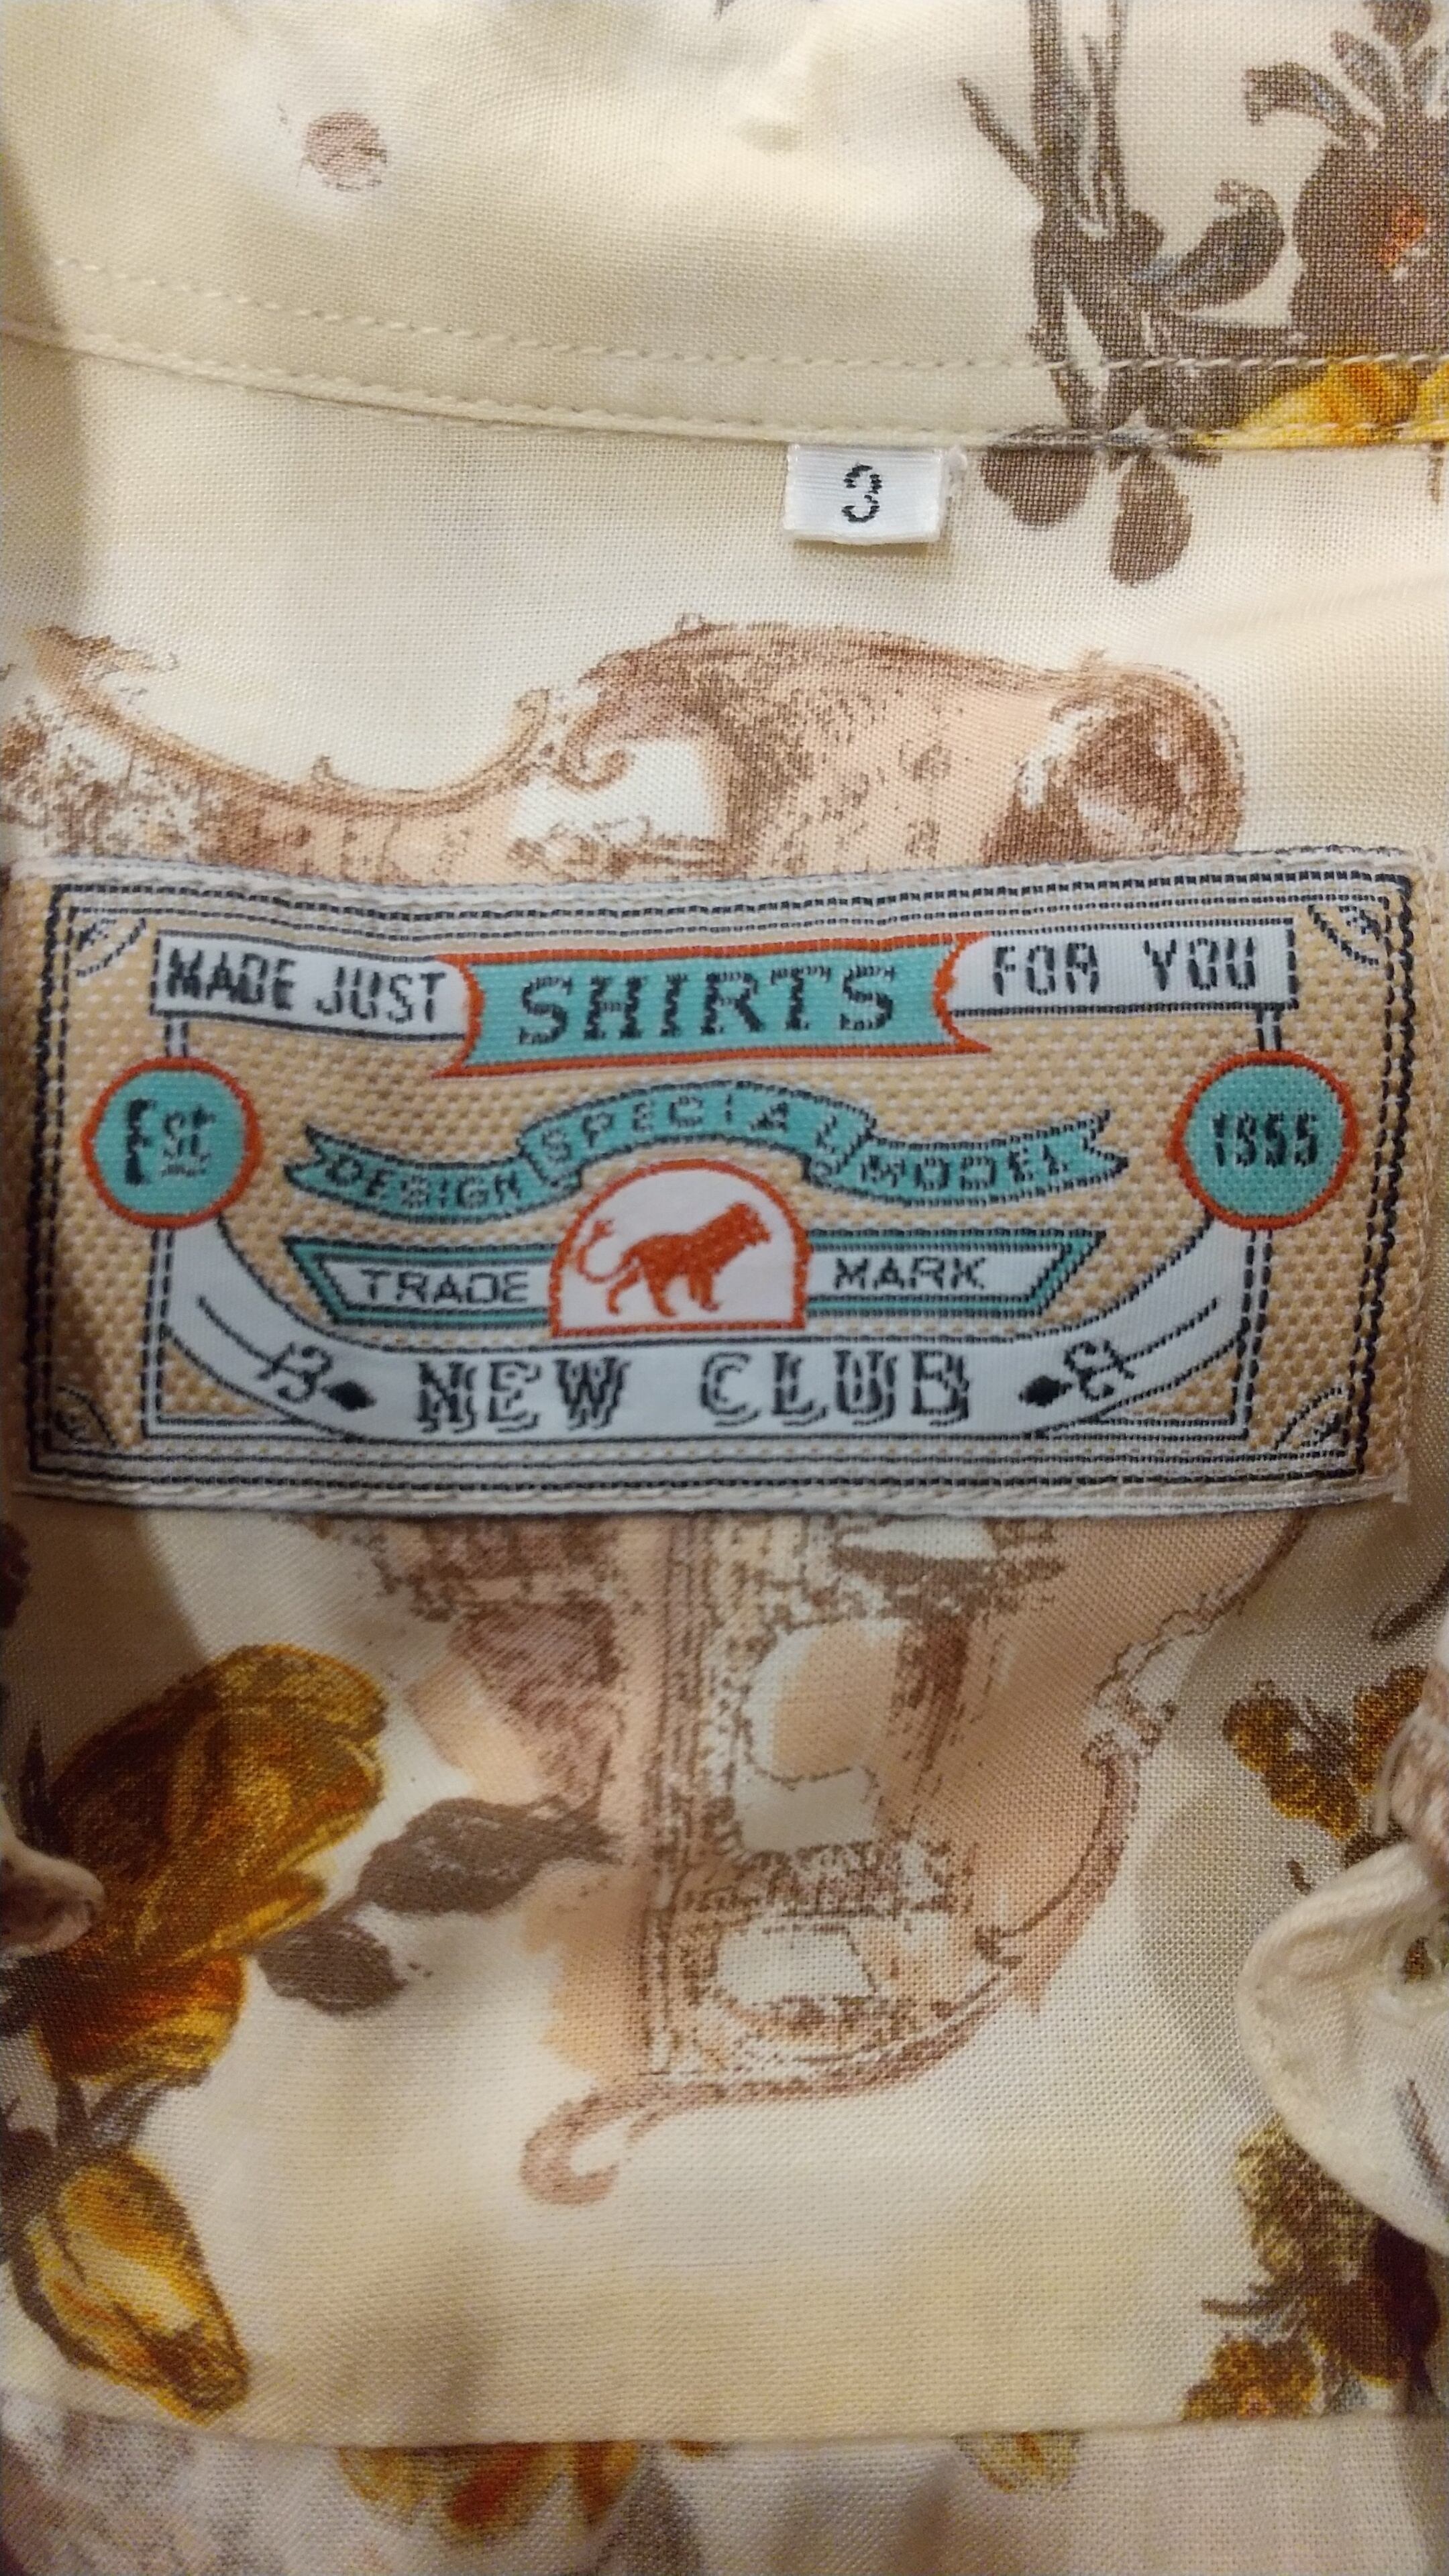 3
MADE JUST SHIRTS FOR YOU
Est. 1955
DESIGN SPECIAL MODEL
TRADE MARK
NEW CLUB